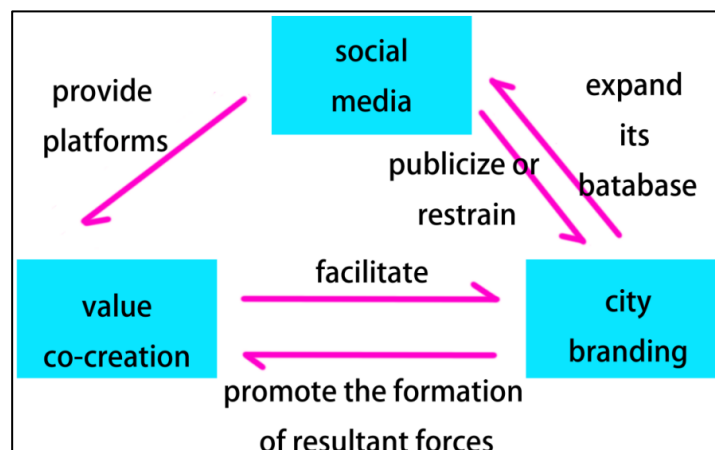 social
media
provide
platforms
expand
its
batabase
publicize or
restrain
value
co-creation
facilitate
city
branding
promote the formation
of resultant forces